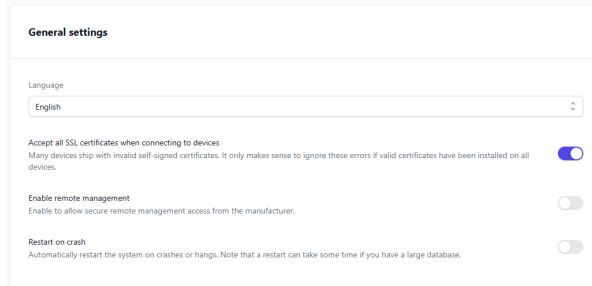 General settings
Language
English
Accept all SSL certificates when connecting to devices
Many devices ship with invalid self-signed certificates. It only makes sense to ignore these errors if valid certificates have been installed on all
devices.
Enable remote management
Enable to allow secure remote management access from the manufacturer.
Restart on crash
Automatically restart the system on crashes or hangs. Note that a restart can take some time if you have a large database.